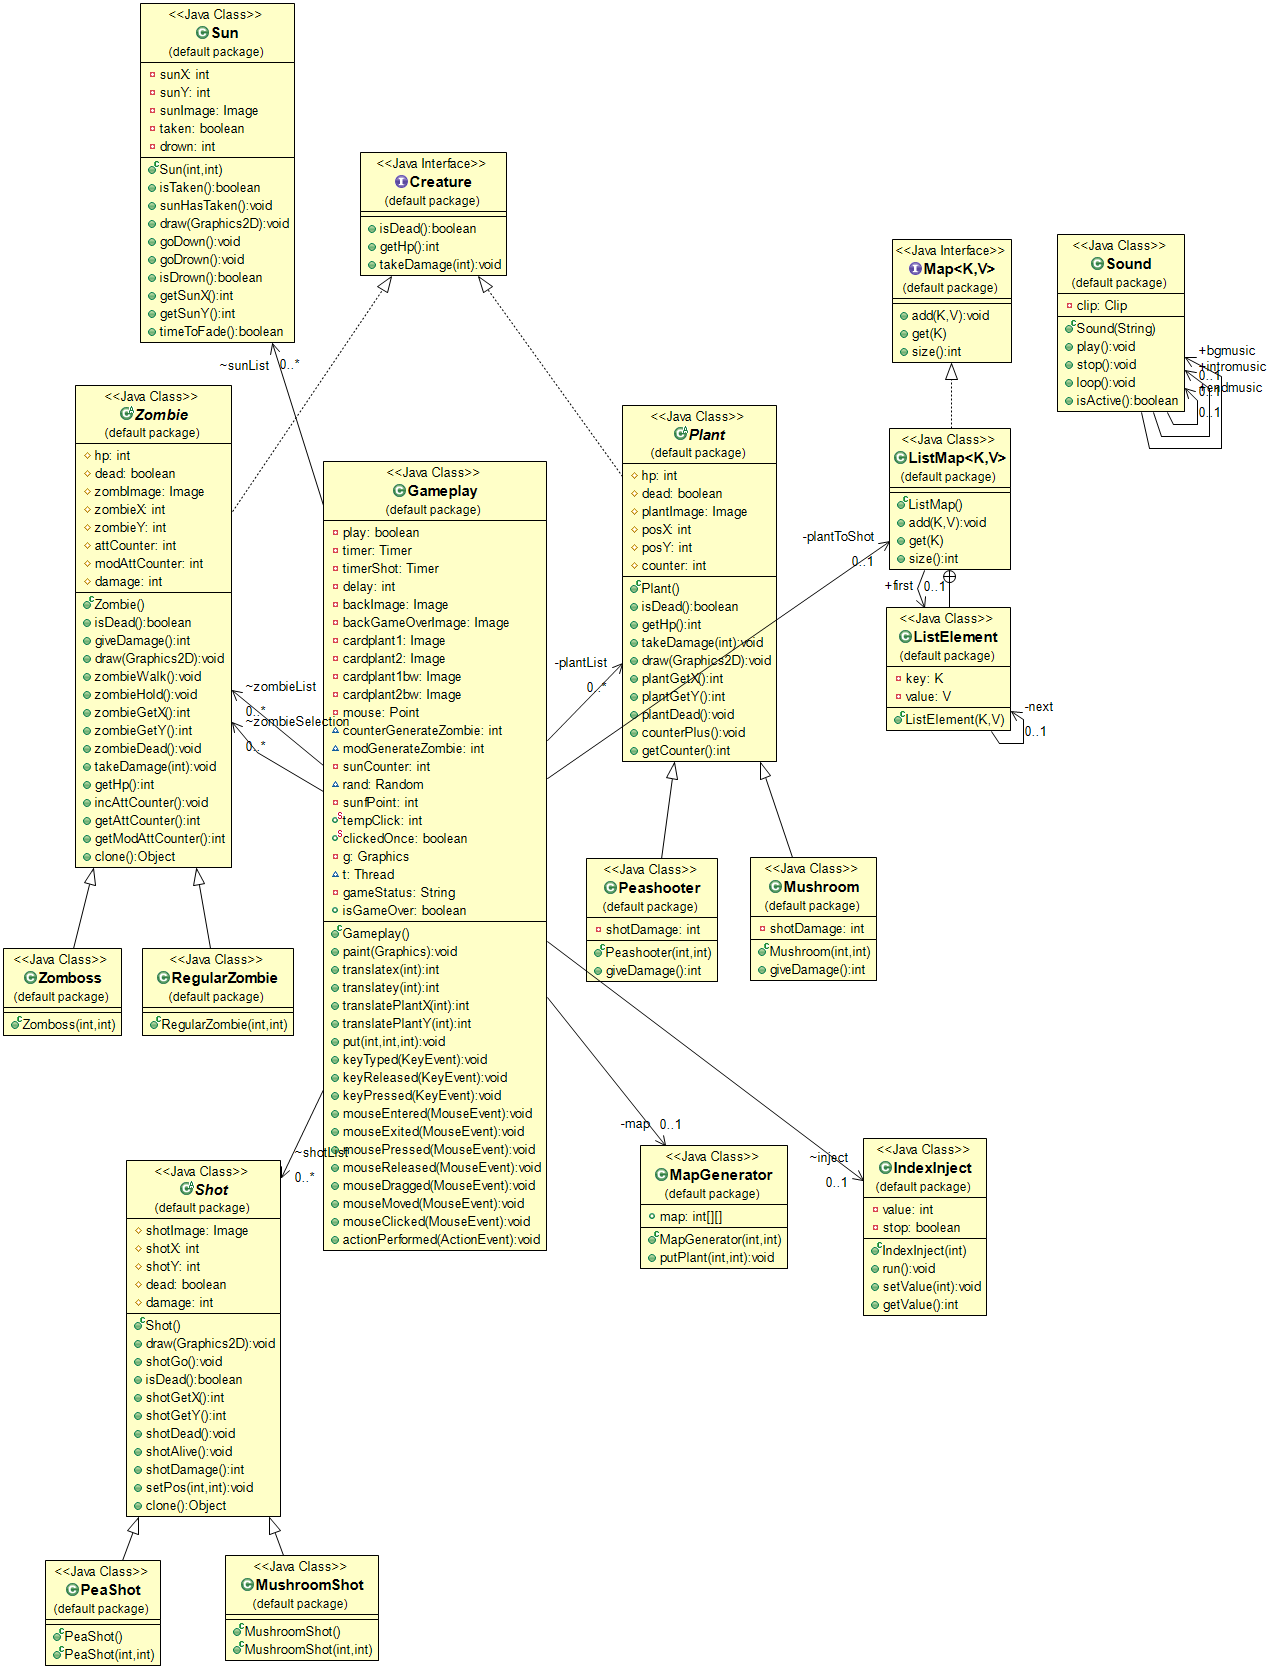 <<Java Class>>
Sun
(default package)
sunX: int
sunY: int
sunImage: Image
taken: boolean
drown: int
Sun(int,int)
isTaken():boolean
sunHasTaken():void
draw(Graphics2D):void
goDown():void
goDrown():void
isDrown():boolean
getSunX():int
getSunY():int
timeToFade():boolean
<<Java Interface>>
Creature
(default package)
isDead():boolean
getHp():int
takeDamage(int):void
<<Java Interface>>
Map<K,V>
(default package)
add(K,V):void
get(K)
size():int
<<Java Class>>
Sound
(default package)
clip: Clip
Sound(String)
play():void
stop():void
loop():void
isActive():boolean
+bgmusic
0..1
+intromusic
0..1
+endmusic
0..1
~sunList
0..*
<<Java Class>>
Zombie
(default package)
hp: int
dead: boolean
zombImage: Image
zombieX: int
zombieY: int
attCounter: int
modAttCounter: int
damage: int
Zombie()
isDead():boolean
giveDamage():int
draw(Graphics2D):void
zombieWalk():void
zombieHold():void
zombieGetX():int
zombieGetY():int
zombieDead():void
takeDamage(int):void
getHp():int
incAttCounter():void
getAttCounter():int
getModAttCounter():int
clone():Object
~zombieList
0..*
~zombieSelection
0..*
<<Java Class>>
Gameplay
(default package)
play: boolean
timer: Timer
timerShot: Timer
delay: int
backImage: Image
backGameOverImage: Image
cardplant1: Image
cardplant2: Image
cardplant1bw: Image
cardplant2bw: Image
mouse: Point
counterGenerateZombie: int
modGenerateZombie: int
sunCounter: int
rand: Random
sunfPoint: int
tempClick: int
clickedOnce: boolean
g: Graphics
t: Thread
gameStatus: String
isGameOver: boolean
Gameplay()
paint(Graphics):void
translatex(int):int
translatey(int):int
translatePlantX(int):int
translatePlantY(int):int
put(int,int,int):void
keyTyped(KeyEvent):void
keyReleased(KeyEvent):void
keyPressed(KeyEvent):void
mouseEntered(MouseEvent):void
mouseExited(MouseEvent):void
mousePressed(MouseEvent):void
mouseReleased(MouseEvent):void
mouseDragged(MouseEvent):void
mouseMoved(MouseEvent):void
mouseClicked(MouseEvent):void
actionPerformed(ActionEvent):void
<<Java Class>>
Plant
(default package)
hp: int
dead: boolean
plantImage: Image
posX: int
posY: int
counter: int
Plant()
isDead():boolean
getHp():int
takeDamage(int):void
draw(Graphics2D):void
plantGetX():int
plantGetY():int
plantDead():void
counterPlus():void
getCounter():int
-plantList
0..*
-plantToShot
0..1
<<Java Class>>
ListMap<K,V>
(default package)
ListMap()
add(K,V):void
get(K)
size():int
+first
0..1
<<Java Class>>
ListElement
(default package)
key: K
value: V
ListElement(K,V)
-next
0..1
<<Java Class>>
Peashooter
(default package)
shotDamage: int
Peashooter(int,int)
giveDamage():int
<<Java Class>>
Mushroom
(default package)
shotDamage: int
Mushroom(int,int)
giveDamage():int
<<Java Class>>
Zomboss
(default package)
Zomboss(int,int)
<<Java Class>>
RegularZombie
(default package)
RegularZombie(int,int)
~shotList
0..*
-map
0..1
~inject
0..1
<<Java Class>>
MapGenerator
(default package)
map: int[][]
MapGenerator(int,int)
putPlant(int,int):void
<<Java Class>>
IndexInject
(default package)
value: int
stop: boolean
IndexInject(int)
run():void
setValue(int):void
getValue():int
<<Java Class>>
Shot
(default package)
shotImage: Image
shotX: int
shotY: int
dead: boolean
damage: int
Shot()
draw(Graphics2D):void
shotGo():void
isDead():boolean
shotGetX():int
shotGetY():int
shotDead():void
shotAlive():void
shotDamage():int
setPos(int,int):void
clone():Object
<<Java Class>>
PeaShot
(default package)
PeaShot()
PeaShot(int,int)
<<Java Class>>
MushroomShot
(default package)
MushroomShot()
MushroomShot(int,int)